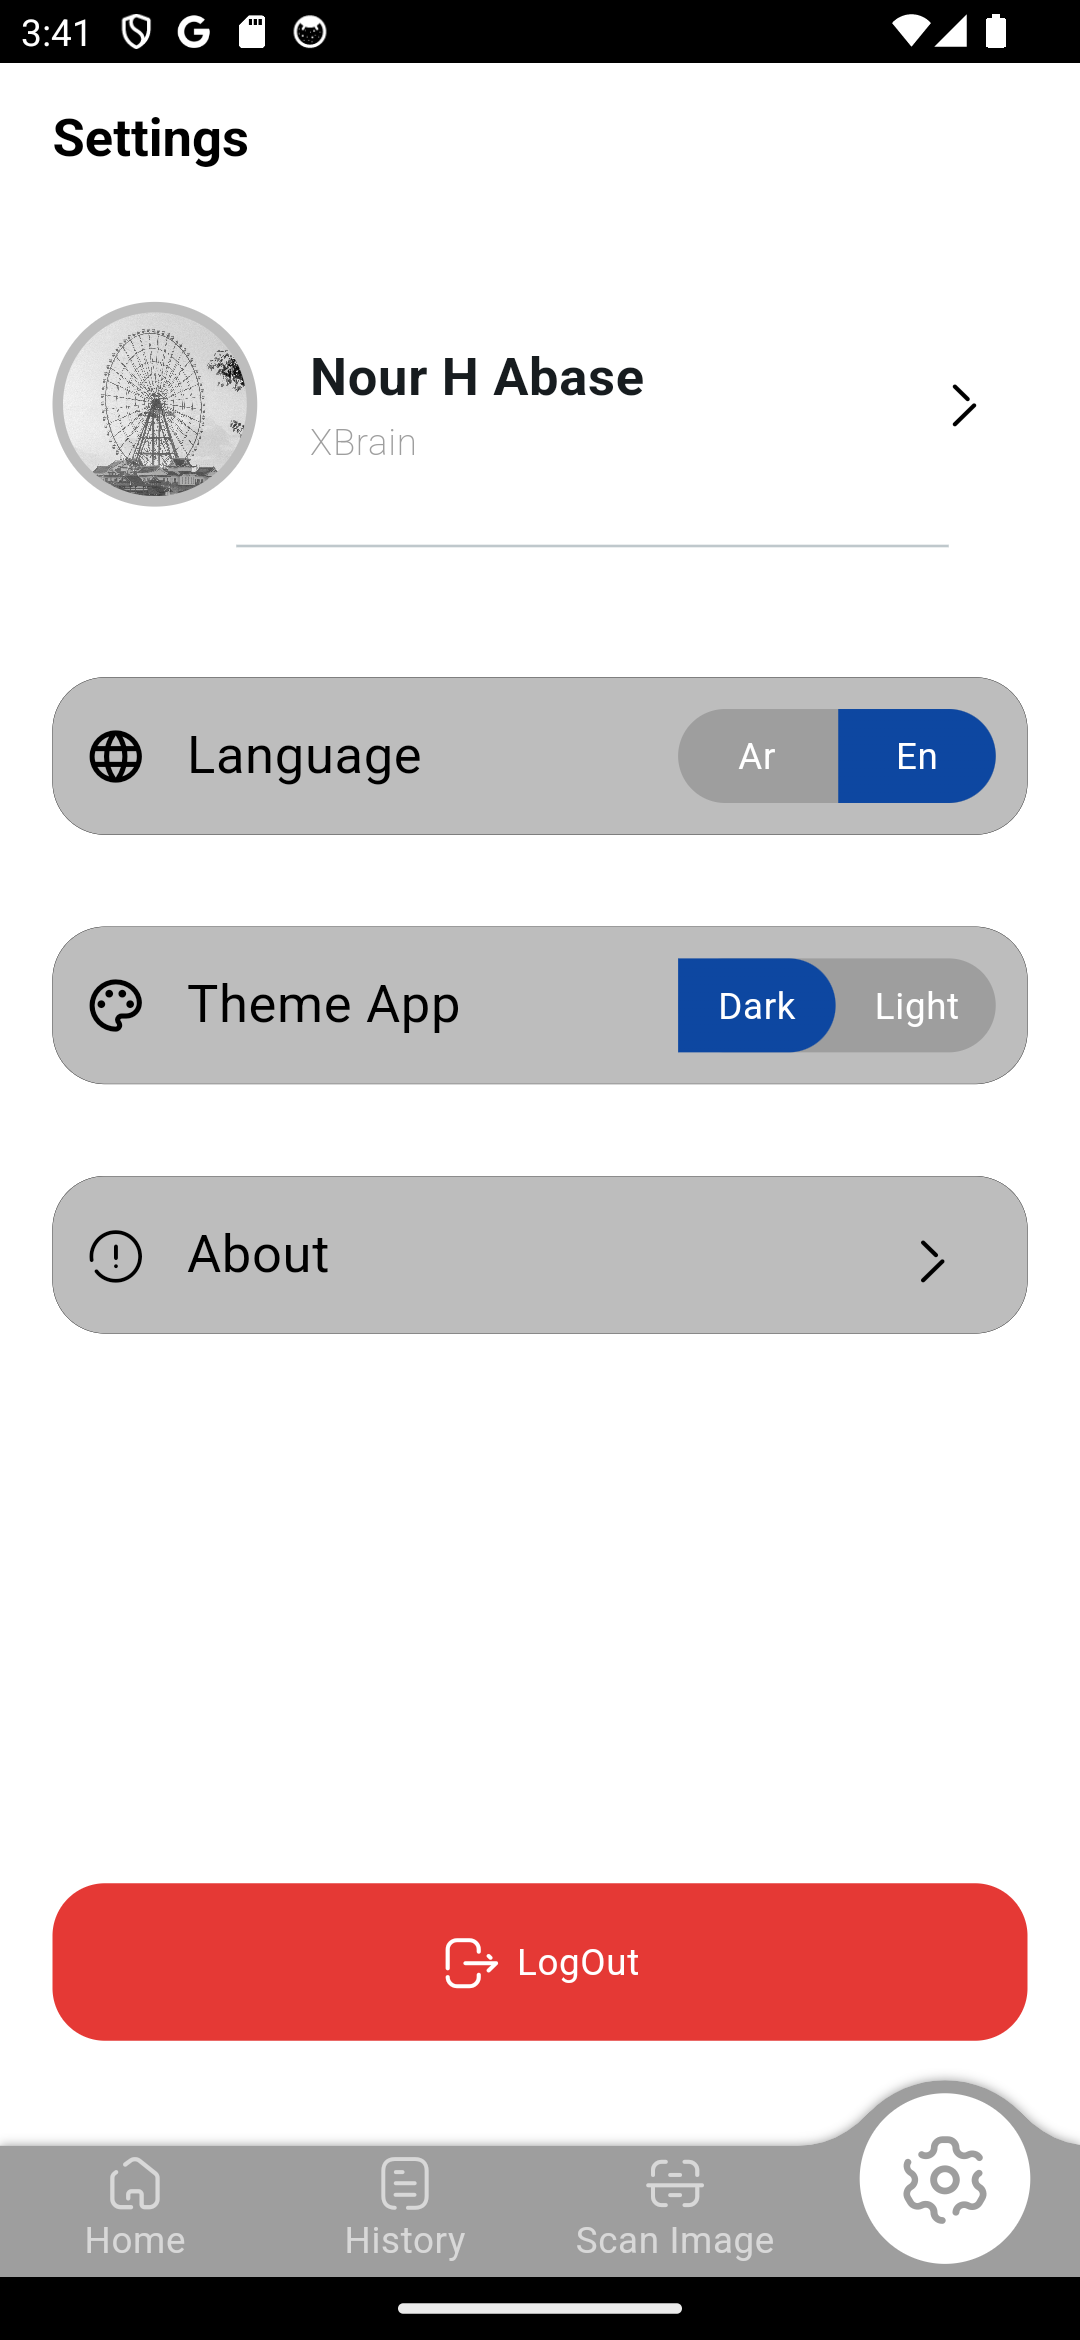 3:41
Settings
Nour H Abase
XBrain
Language
Ar
En
Theme App
Dark
Light
About
LogOut
Home
History
Scan Image